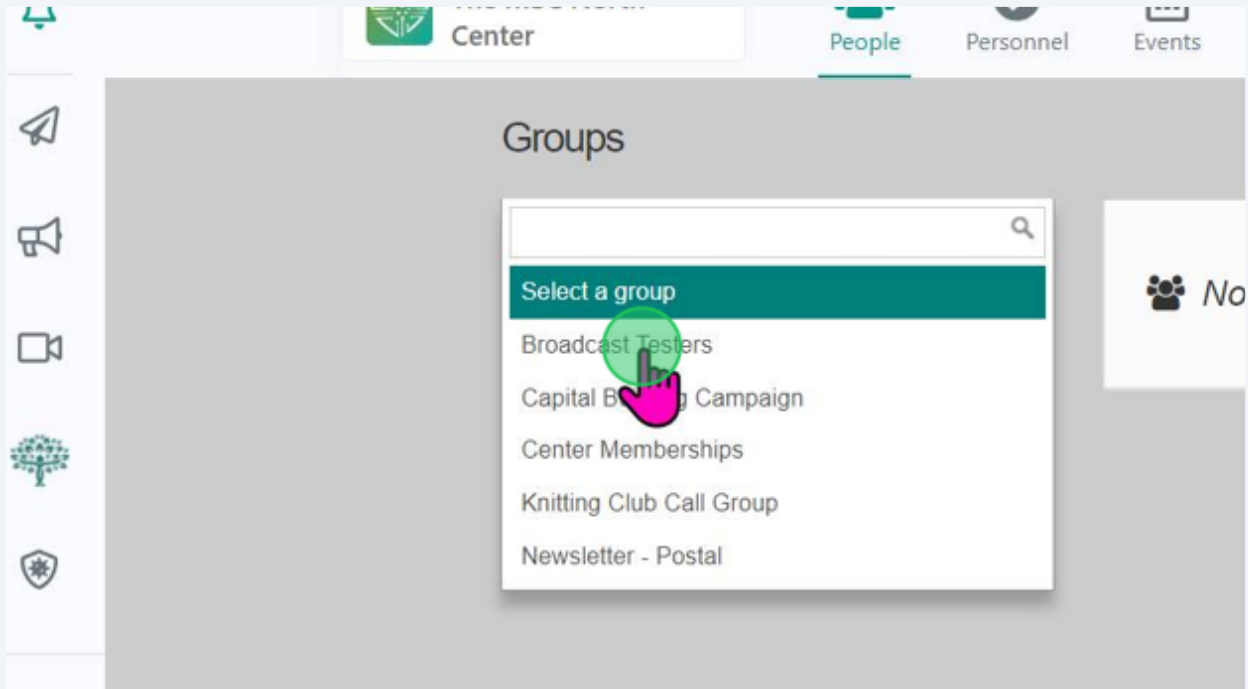 Center
People
Personnel
Events
Groups
Select a group
No
Broadcast Testers
Capital Campaign
Center Memberships
Knitting Club Call Group
Newsletter - Postal